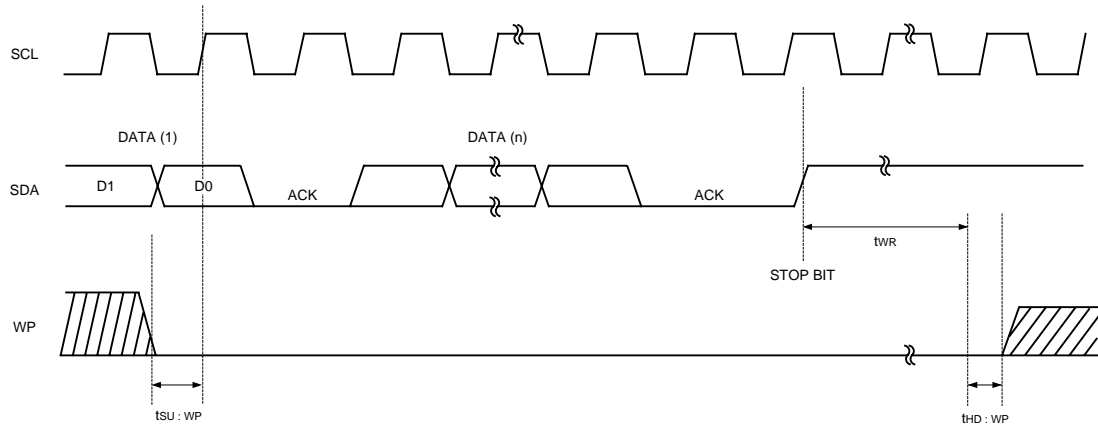 SCL
DATA (1)
DATA (n)
SDA
D1
D0
ACK
ACK
tWR
STOP BIT
WP
tSU : WP
tHD : WP